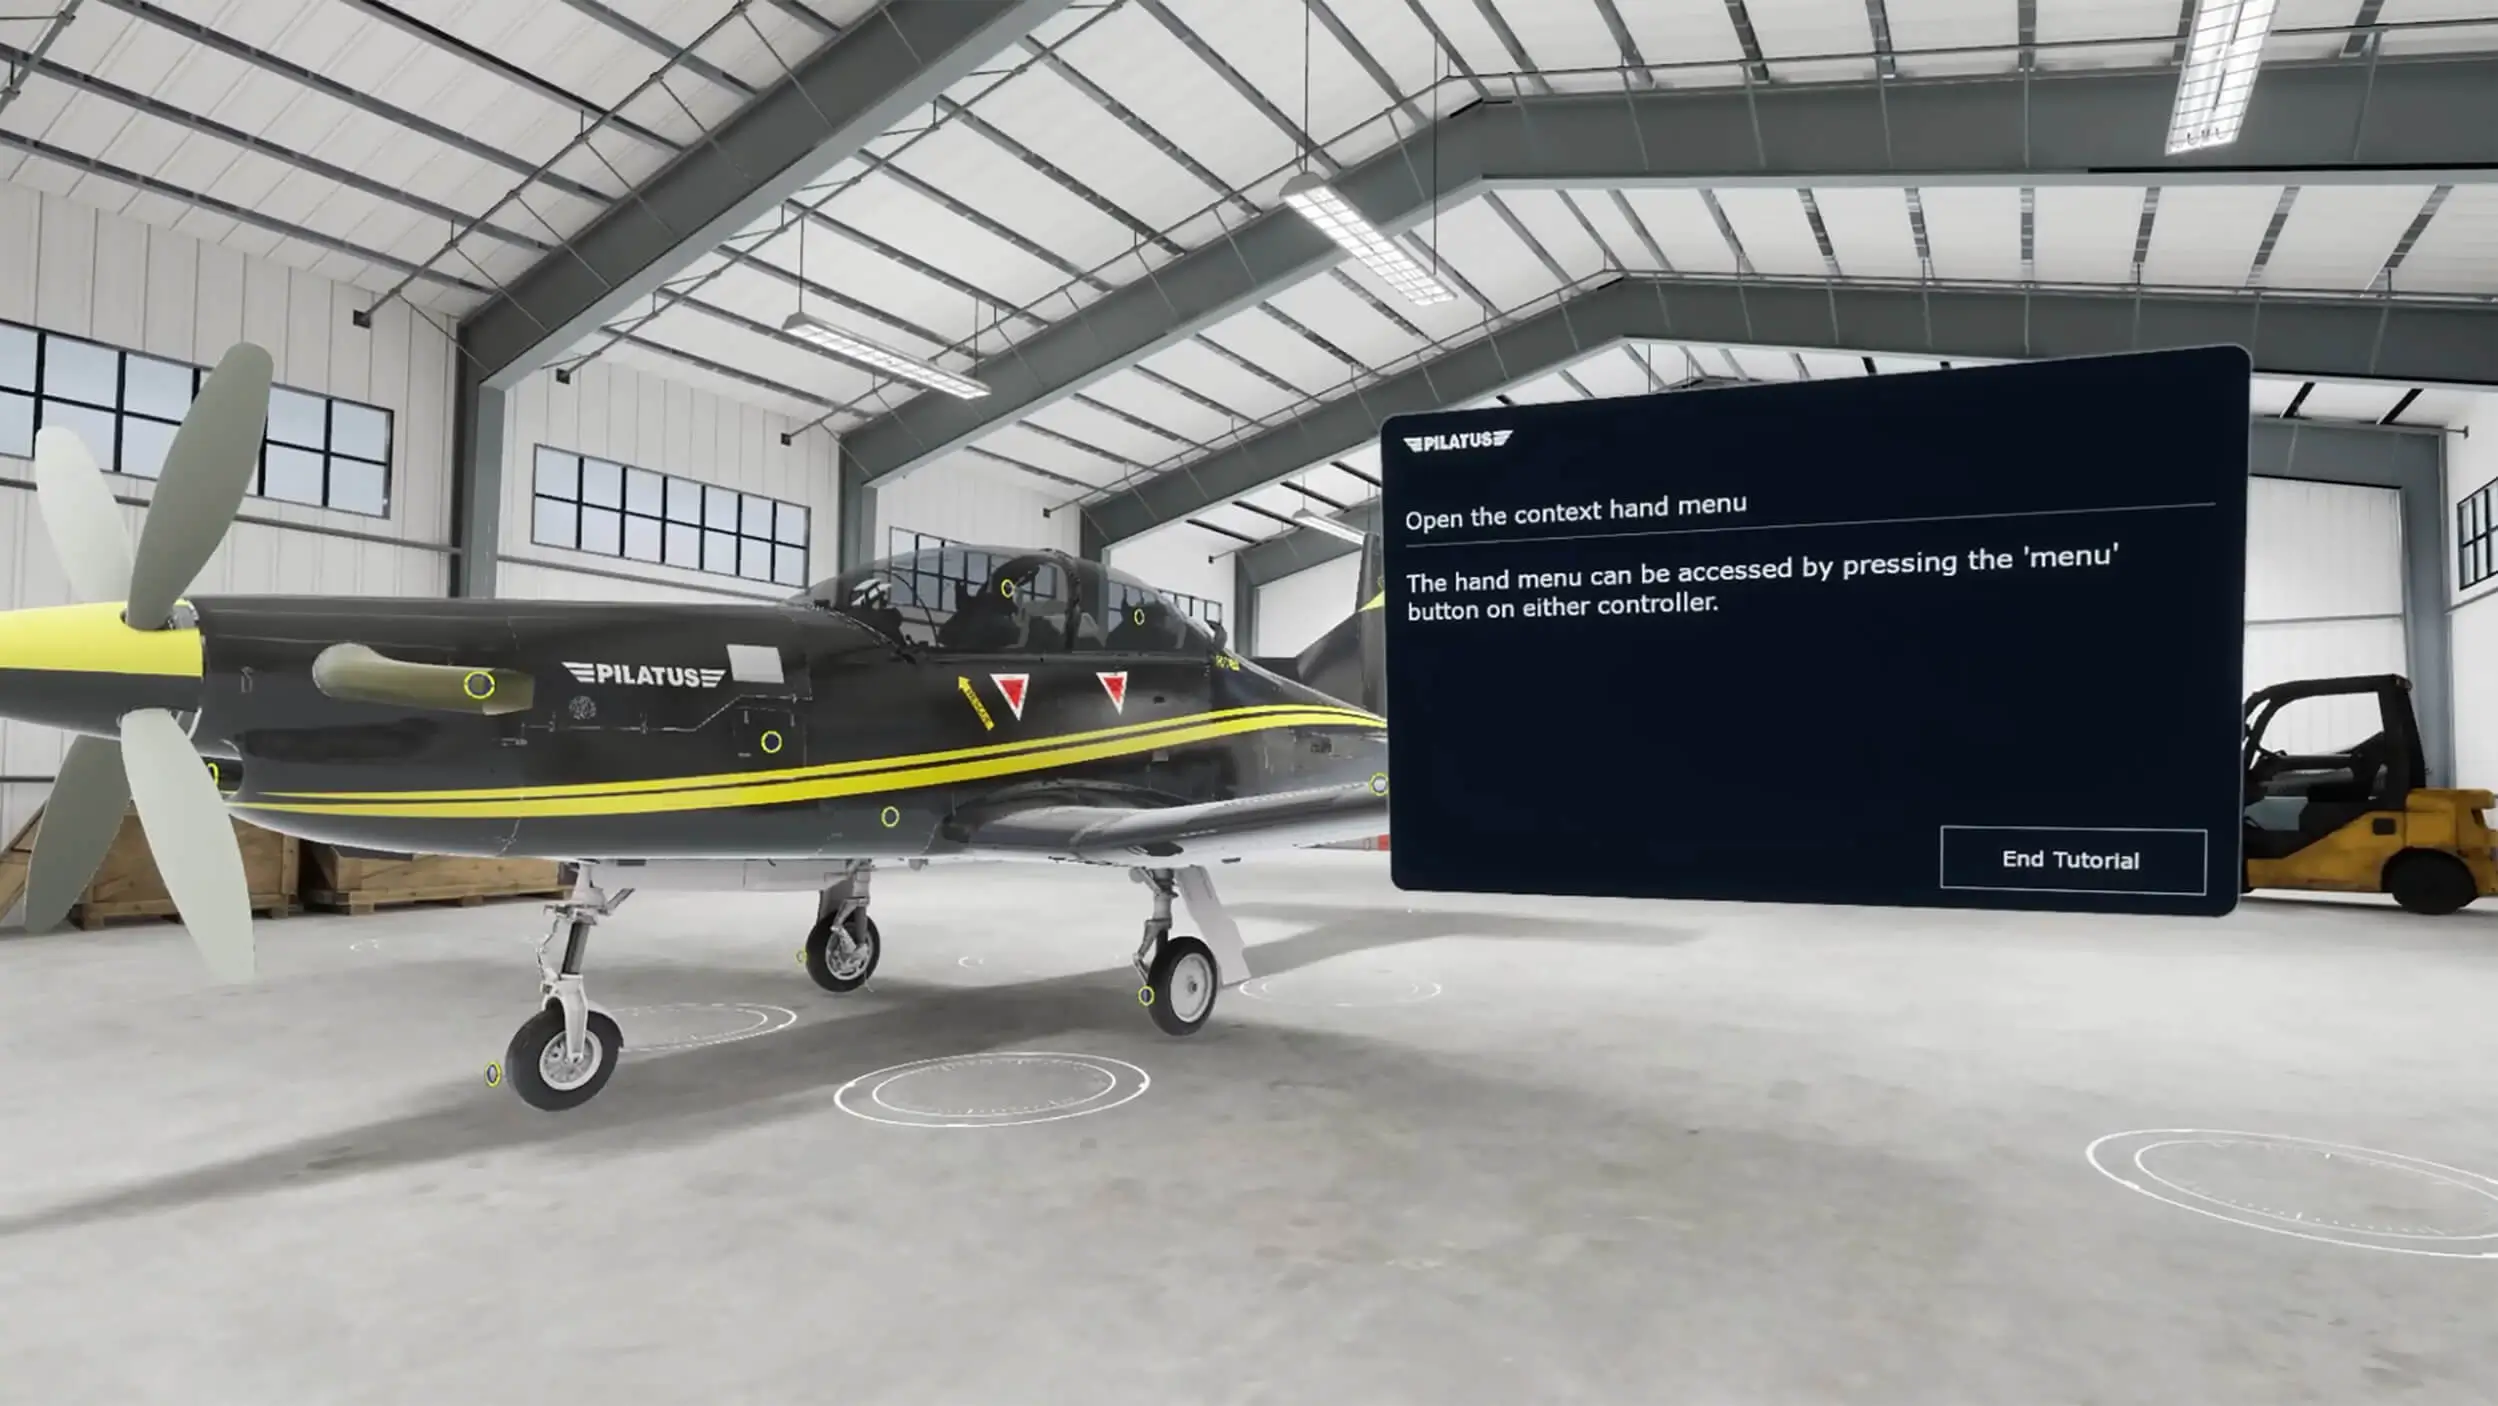 PILATUS
Open the context hand menu
The hand menu can be accessed by pressing the 'menu'
button on either controller.
End Tutorial
PILATUS